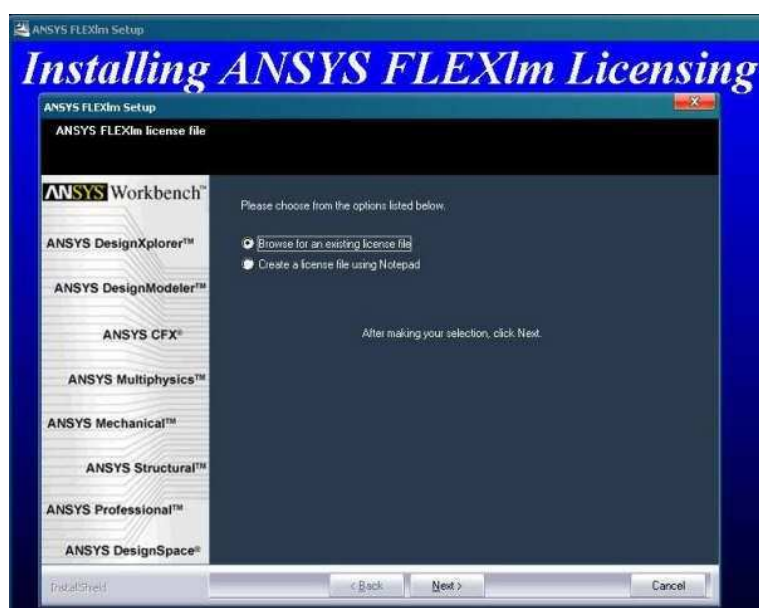 ANSYS FLEXlm Setup
Installing ANSYS FLEXlm Licensing
ANSYS FLEXlm Setup
ANSYS FLEXlm license file
ANSYS Workbench™
ANSYS DesignXplorer™
ANSYS DesignModeler™
ANSYS CFX®
ANSYS Multiphysics™
ANSYS Mechanical™
ANSYS Structural™
ANSYS Professional™
ANSYS DesignSpace®
Please choose from the options listed below.
Browse for an existing license file
Create a license file using Notepad
After making your selection, click Next.
InstallShield
< Back
Next >
Cancel